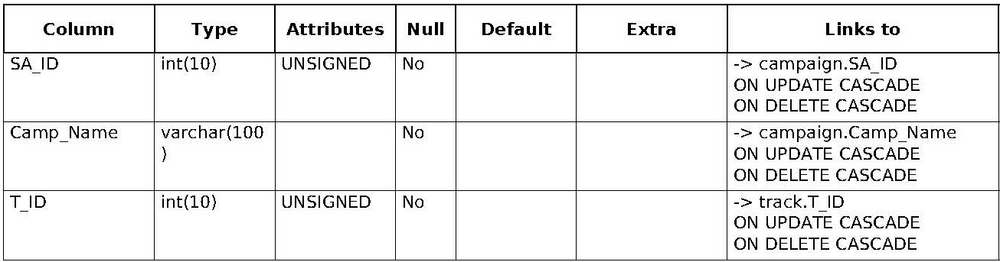 Column Type Attributes Null Default Extra Links to
SA_ID int(10) UNSIGNED No -> campaign.SA_ID
ON UPDATE CASCADE
ON DELETE CASCADE
Camp_Name varchar(100 No -> campaign.Camp_Name
) ON UPDATE CASCADE
ON DELETE CASCADE
T_ID int(10) UNSIGNED No -> track.T_ID
ON UPDATE CASCADE
ON DELETE CASCADE